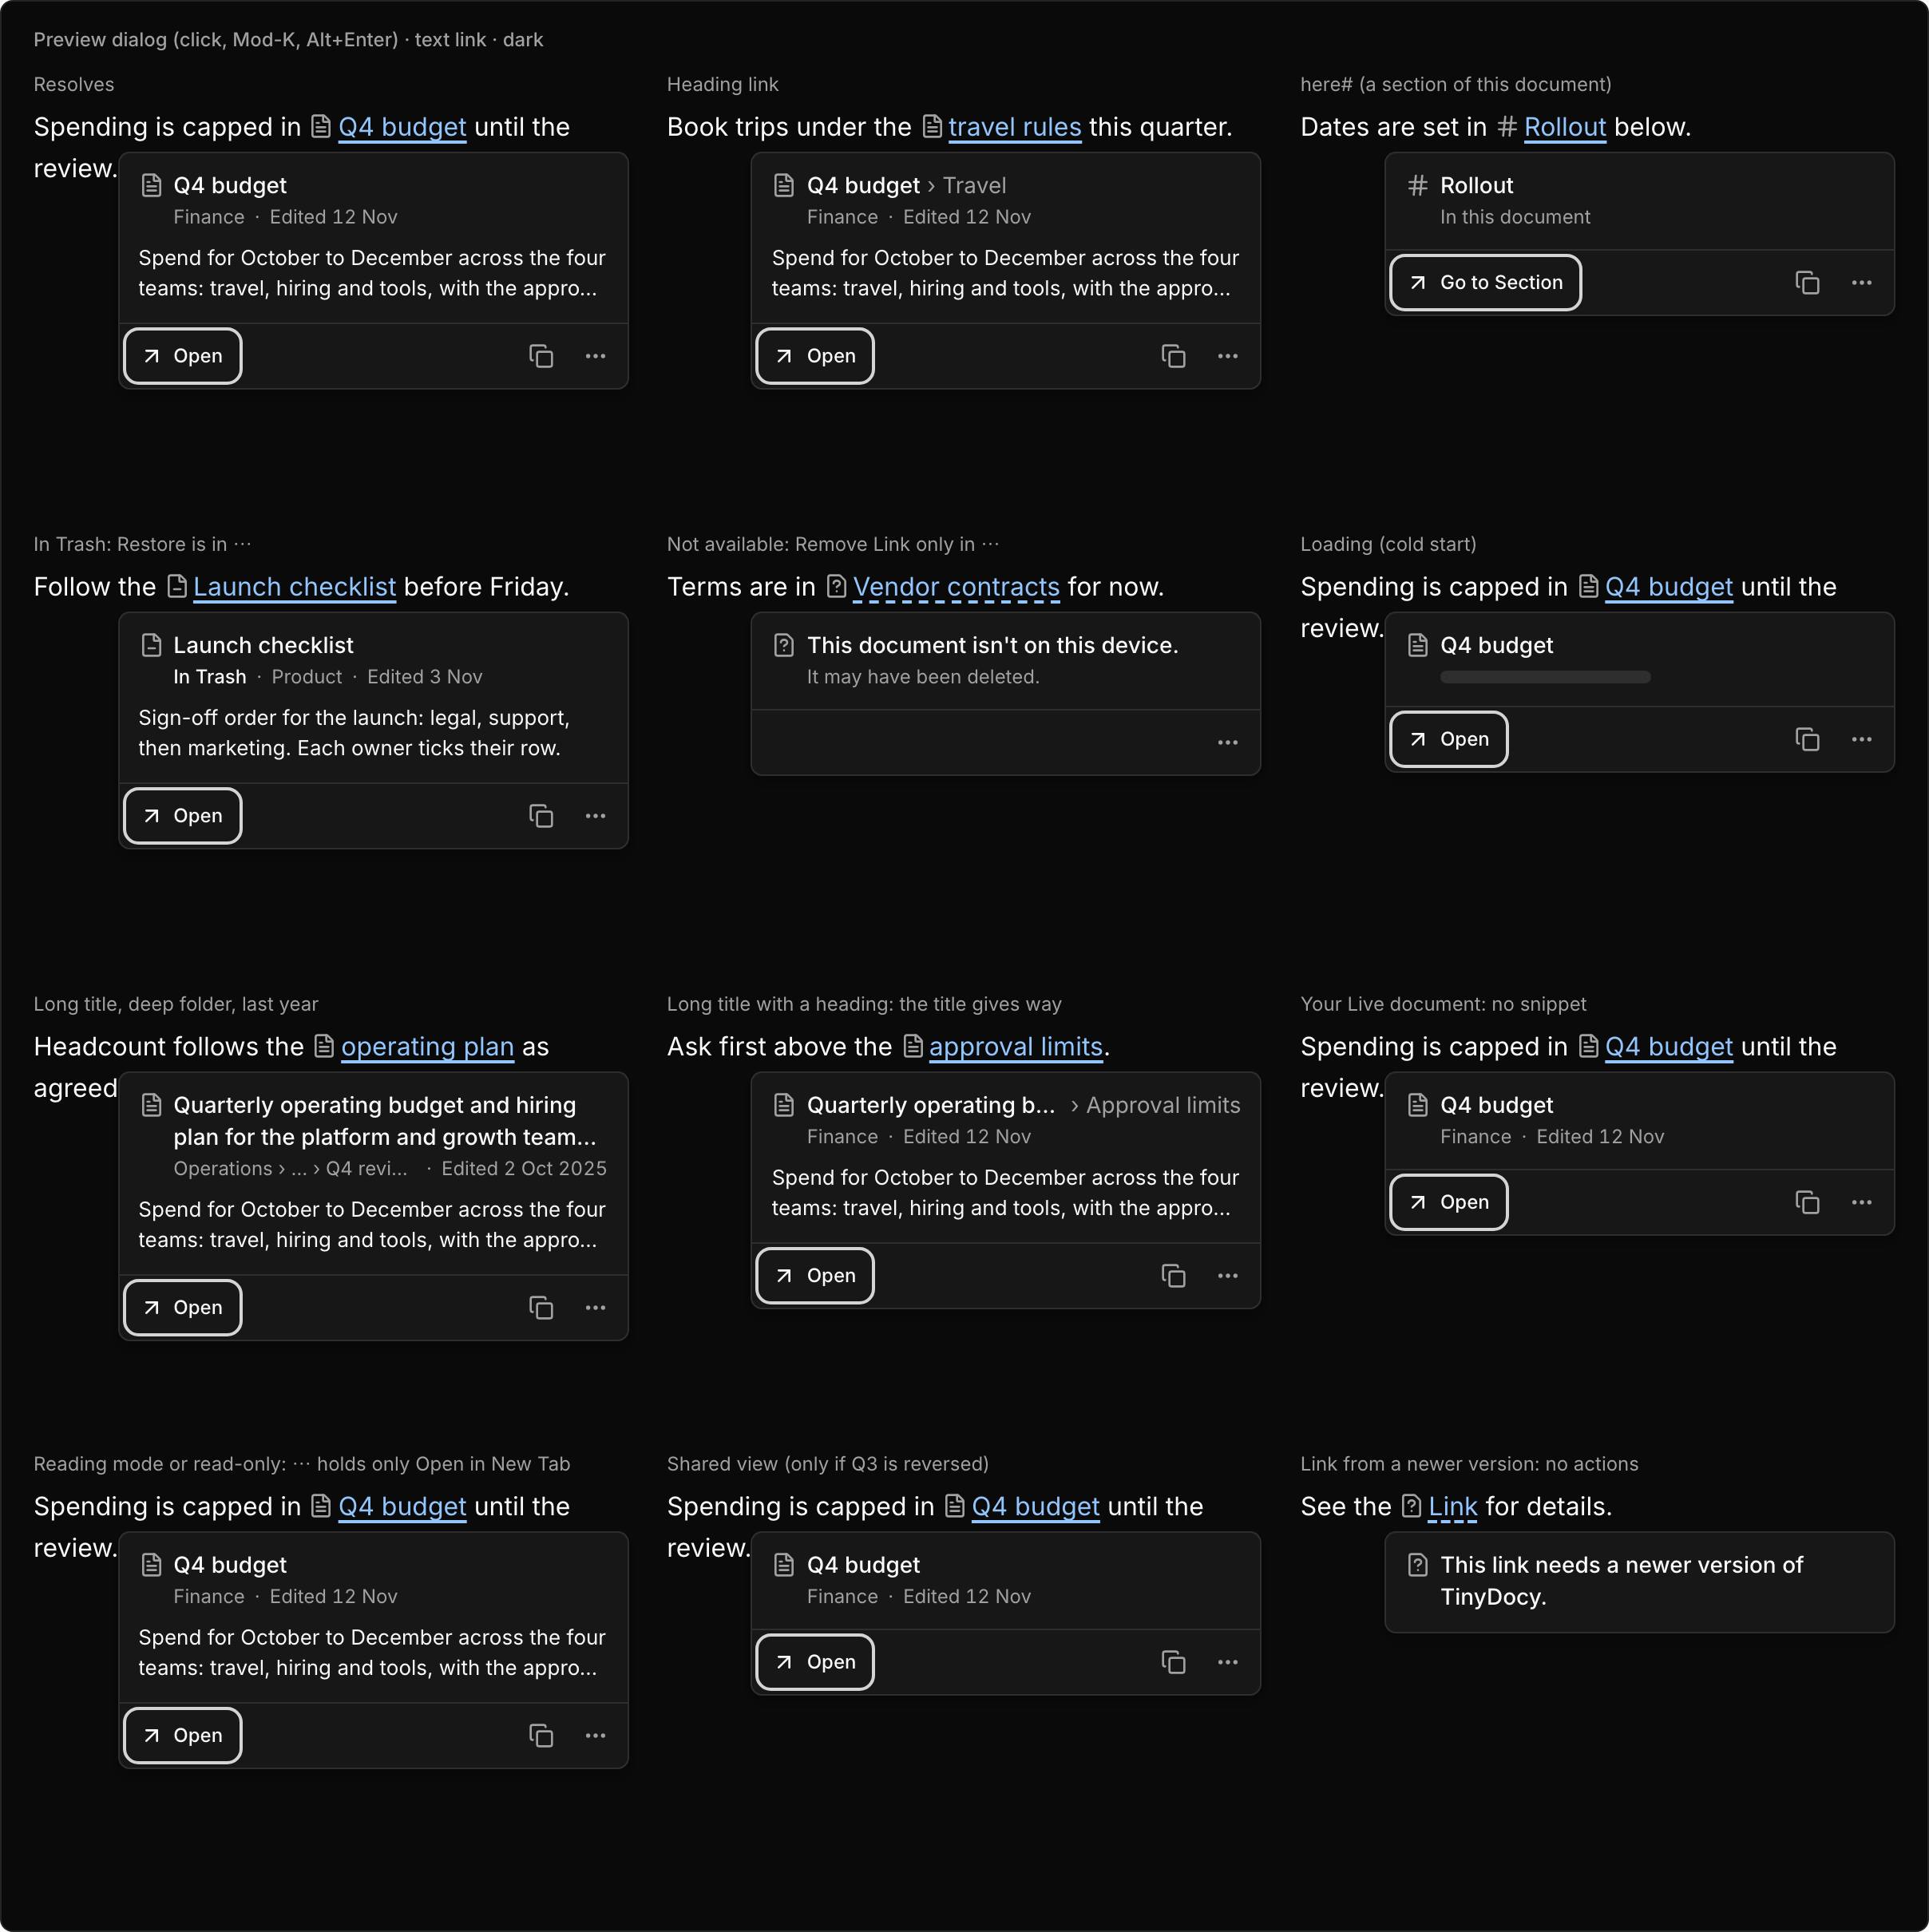 Preview dialog (click, Mod-K, Alt+Enter) · text link · dark
Resolves
Spending is capped in Q4 budget until the
review.
Q4 budget
Finance · Edited 12 Nov
Spend for October to December across the four
teams: travel, hiring and tools, with the appro...
Open
Heading link
Book trips under the travel rules this quarter.
Q4 budget › Travel
Finance · Edited 12 Nov
Spend for October to December across the four
teams: travel, hiring and tools, with the appro...
Open
here# (a section of this document)
Dates are set in # Rollout below.
# Rollout
In this document
Go to Section
In Trash: Restore is in ···
Follow the Launch checklist before Friday.
Launch checklist
In Trash · Product · Edited 3 Nov
Sign-off order for the launch: legal, support,
then marketing. Each owner ticks their row.
Open
Not available: Remove Link only in ···
Terms are in Vendor contracts for now.
This document isn't on this device.
It may have been deleted.
Loading (cold start)
Spending is capped in Q4 budget until the
review.
Q4 budget
Open
Long title, deep folder, last year
Headcount follows the operating plan as
agreed
Quarterly operating budget and hiring
plan for the platform and growth team...
Operations › ... › Q4 revi... · Edited 2 Oct 2025
Spend for October to December across the four
teams: travel, hiring and tools, with the appro...
Open
Long title with a heading: the title gives way
Ask first above the approval limits.
Quarterly operating b... › Approval limits
Finance · Edited 12 Nov
Spend for October to December across the four
teams: travel, hiring and tools, with the appro...
Open
Your Live document: no snippet
Spending is capped in Q4 budget until the
review.
Q4 budget
Finance · Edited 12 Nov
Open
Reading mode or read-only: ··· holds only Open in New Tab
Spending is capped in Q4 budget until the
review.
Q4 budget
Finance · Edited 12 Nov
Spend for October to December across the four
teams: travel, hiring and tools, with the appro...
Open
Shared view (only if Q3 is reversed)
Spending is capped in Q4 budget until the
review.
Q4 budget
Finance · Edited 12 Nov
Open
Link from a newer version: no actions
See the Link for details.
This link needs a newer version of
TinyDocy.